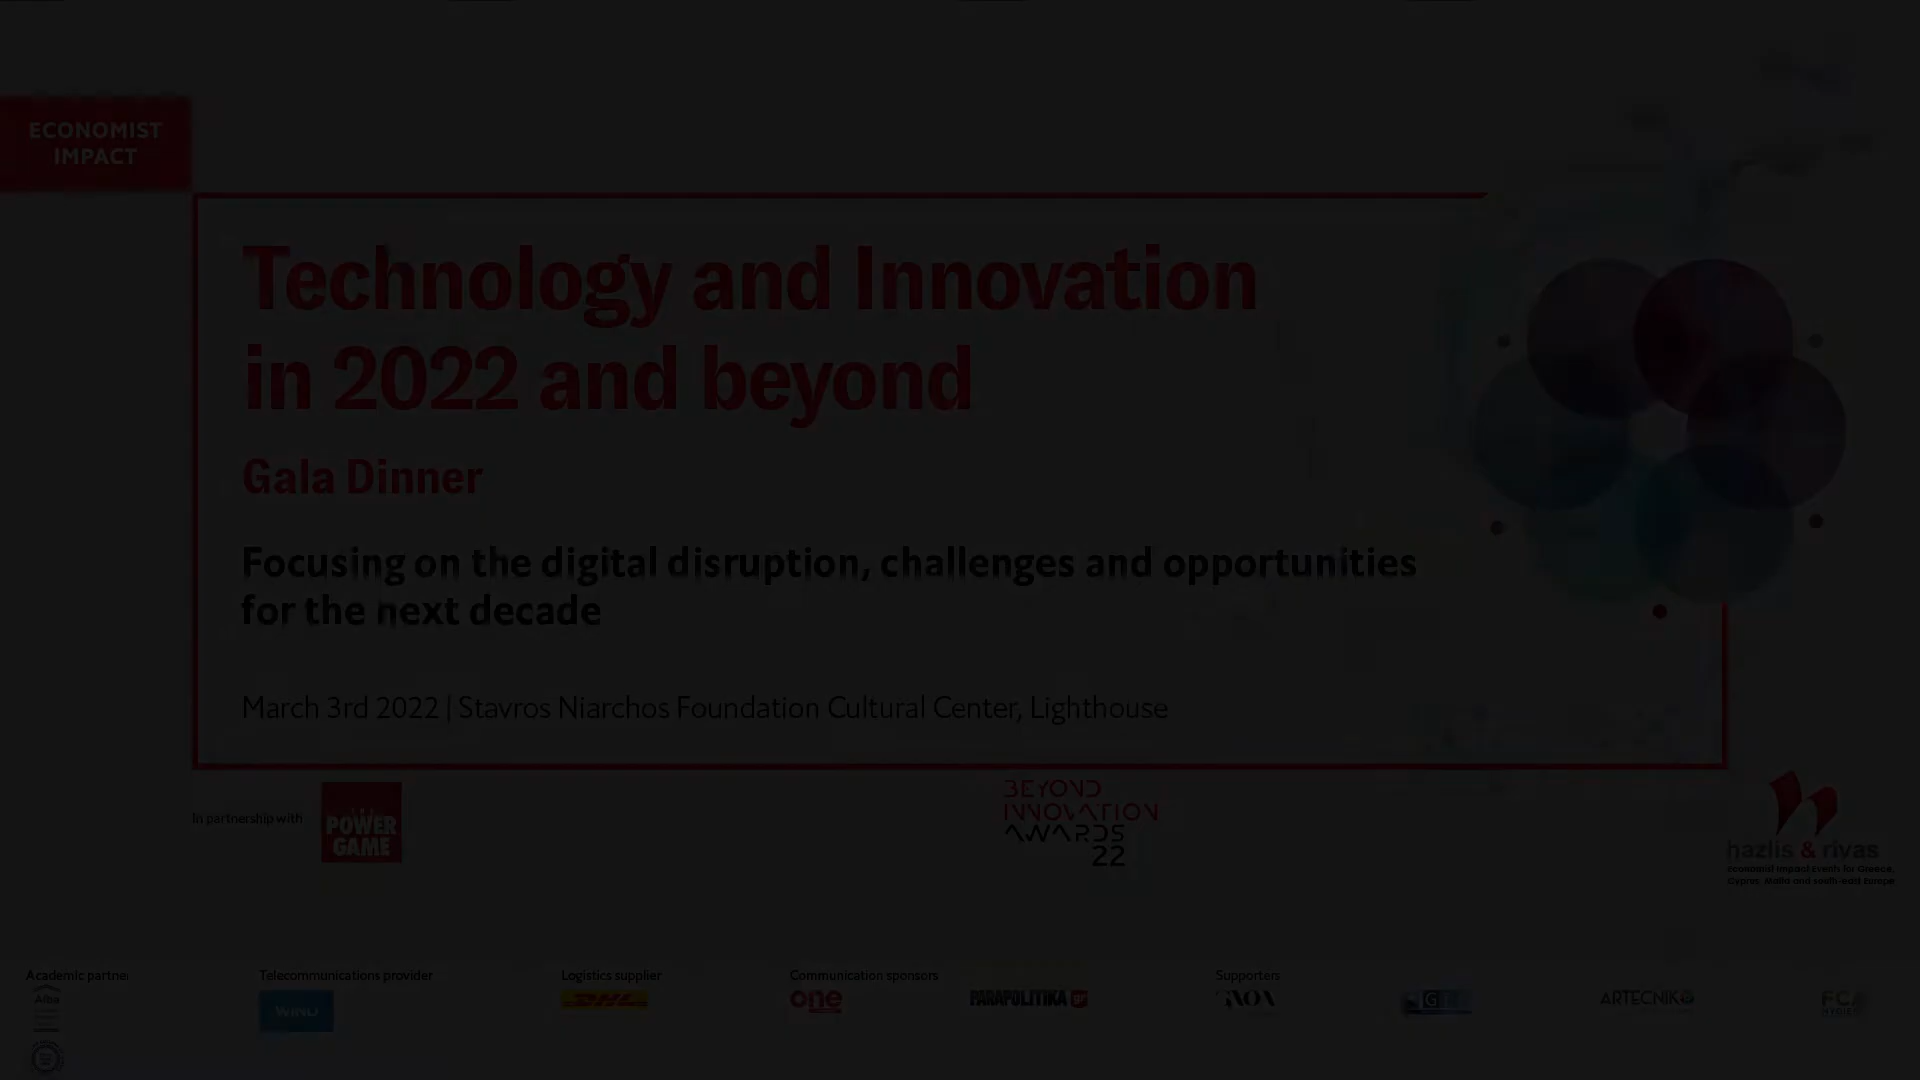 ECONOMIST
IMPACT
Technology and Innovation
in 2022 and beyond
Gala Dinner
Focusing on the digital disruption, challenges and opportunities
for the next decade
March 3rd 2022 | Stavros Niarchos Foundation Cultural Center, Lighthouse
In partnership with
POWER
GAME
BEYOND
INNOVATION
AWARDS
22
hazlis & rivas
Economist Impact Events for Greece,
Cyprus, Malta and south-east Europe
Academic partner
Telecommunications provider
Logistics supplier
Communication sponsors
Supporters
Alba
WIND
DHL
one
PARAPOLITIKA gr
ARTECNIKO